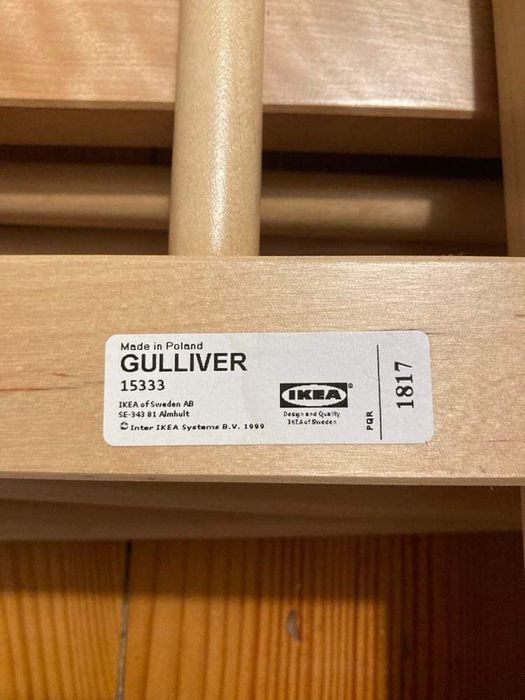 Made in Poland
GULLIVER
15333
IKEA of Sweden AB
SE-343 81 Almhult
© Inter IKEA Systems B.V. 1999
IKEA®
Design and Quality
IKEA of Sweden
PQR
1817